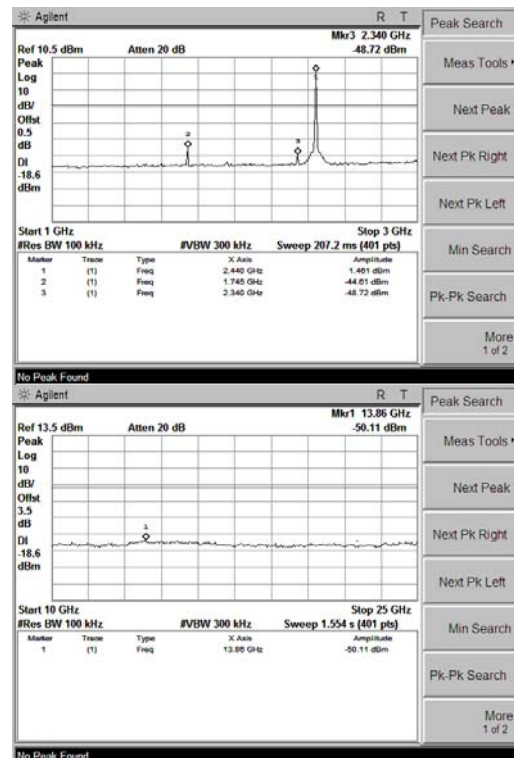 Agilent R T
Peak Search
Mkr3 2.340 GHz
Ref 10.5 dBm Atten 20 dB -48.72 dBm
Peak
Log
10
dB/
Offst
0.5
dB
DI
-18.6
dBm
1
2
3
Start 1 GHz Stop 3 GHz
#Res BW 100 kHz #VBW 300 kHz Sweep 207.2 ms (401 pts)
Marker Trace Type X Axis Amplitude
1 (1) Freq 2.440 GHz 1.461 dBm
2 (1) Freq 1.745 GHz -44.61 dBm
3 (1) Freq 2.340 GHz -48.72 dBm
Meas Tools
Next Peak
Next Pk Right
Next Pk Left
Min Search
Pk-Pk Search
More
1 of 2
No Peak Found
Agilent R T
Peak Search
Mkr1 13.86 GHz
Ref 13.5 dBm Atten 20 dB -50.11 dBm
Peak
Log
10
dB/
Offst
3.5
dB
DI
-18.6
dBm
1
Start 10 GHz Stop 25 GHz
#Res BW 100 kHz #VBW 300 kHz Sweep 1.554 s (401 pts)
Marker Trace Type X Axis Amplitude
1 (1) Freq 13.86 GHz -50.11 dBm
Meas Tools
Next Peak
Next Pk Right
Next Pk Left
Min Search
Pk-Pk Search
More
1 of 2
No Peak Found